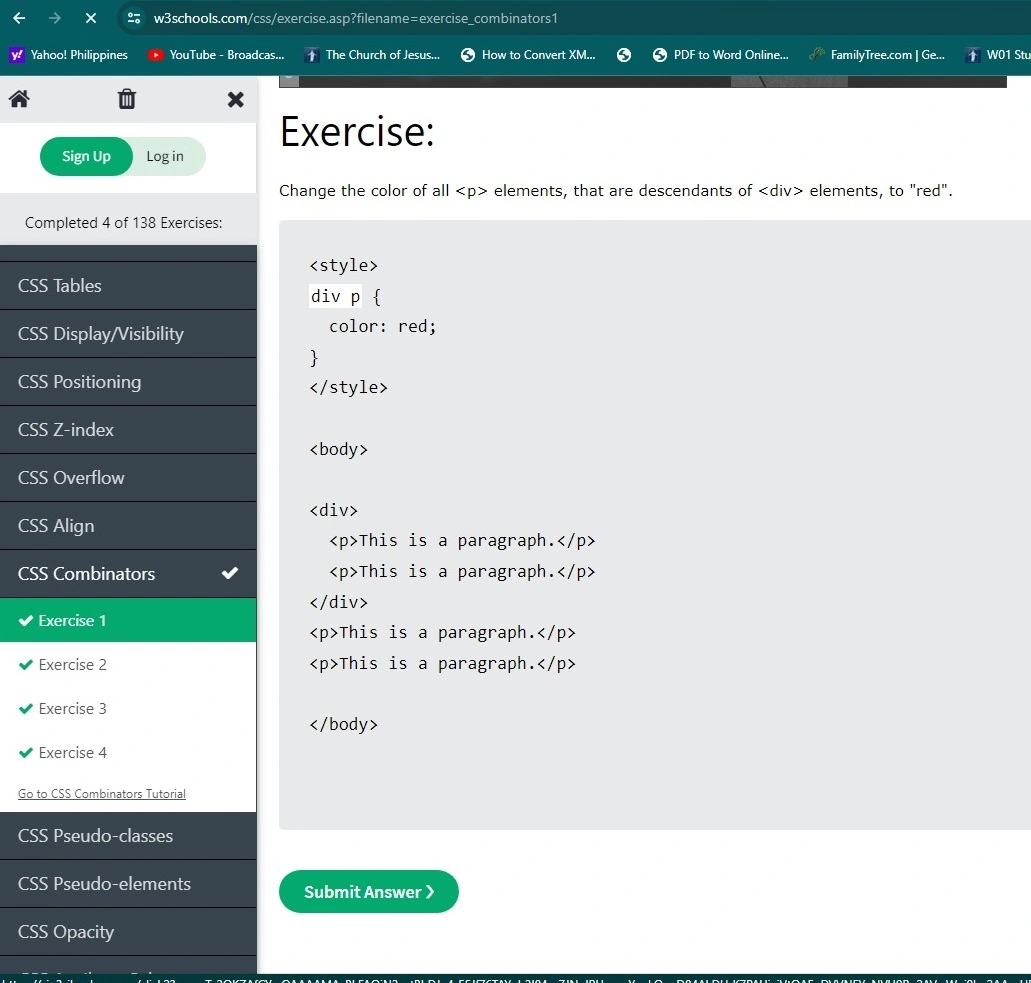 w3schools.com/css/exercise.asp?filename=exercise_combinators1
Yahoo! Philippines
YouTube - Broadcas...
The Church of Jesus...
How to Convert XM...
PDF to Word Online...
FamilyTree.com | Ge...
W01 Stu
Sign Up
Log in
Completed 4 of 138 Exercises:
CSS Tables
CSS Display/Visibility
CSS Positioning
CSS Z-index
CSS Overflow
CSS Align
CSS Combinators
Exercise 1
Exercise 2
Exercise 3
Exercise 4
Go to CSS Combinators Tutorial
CSS Pseudo-classes
CSS Pseudo-elements
CSS Opacity
Exercise:
Change the color of all <p> elements, that are descendants of <div> elements, to "red".
<style>
div p {
color: red;
}
</style>
<body>
<div>
<p>This is a paragraph.</p>
<p>This is a paragraph.</p>
</div>
<p>This is a paragraph.</p>
<p>This is a paragraph.</p>
</body>
Submit Answer ❯